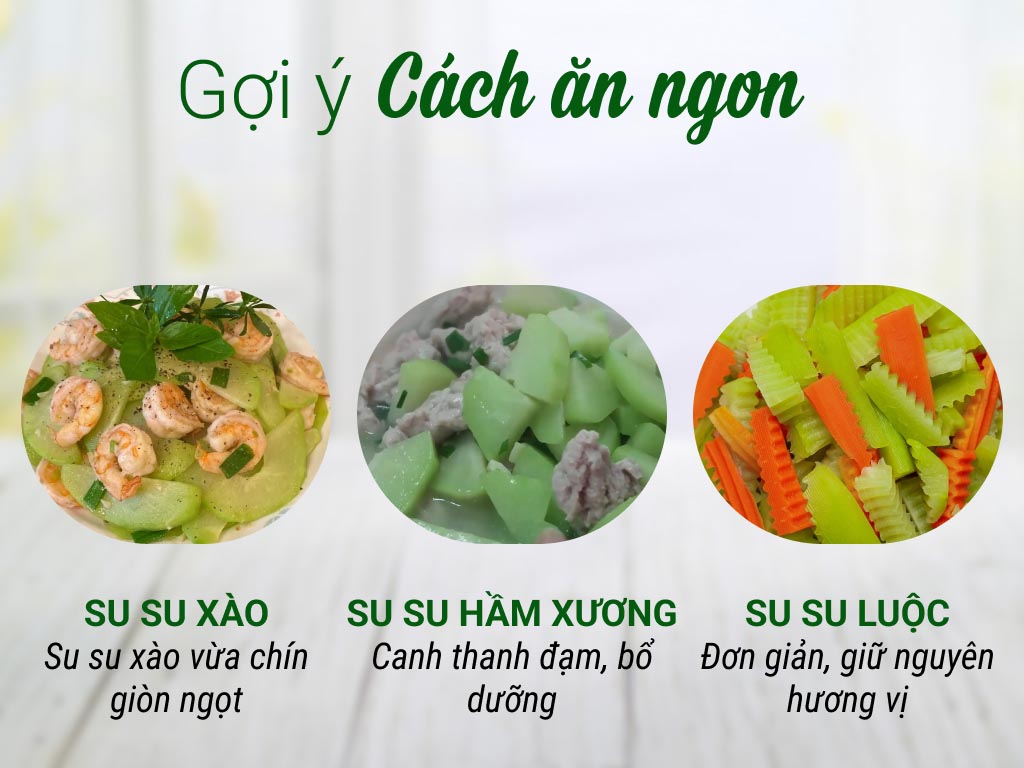 Gợi ý Cách ăn ngon
SU SU XÀO
Su su xào vừa chín
giòn ngọt
SU SU HẦM XƯƠNG
Canh thanh đạm, bổ
dưỡng
SU SU LUỘC
Đơn giản, giữ nguyên
hương vị